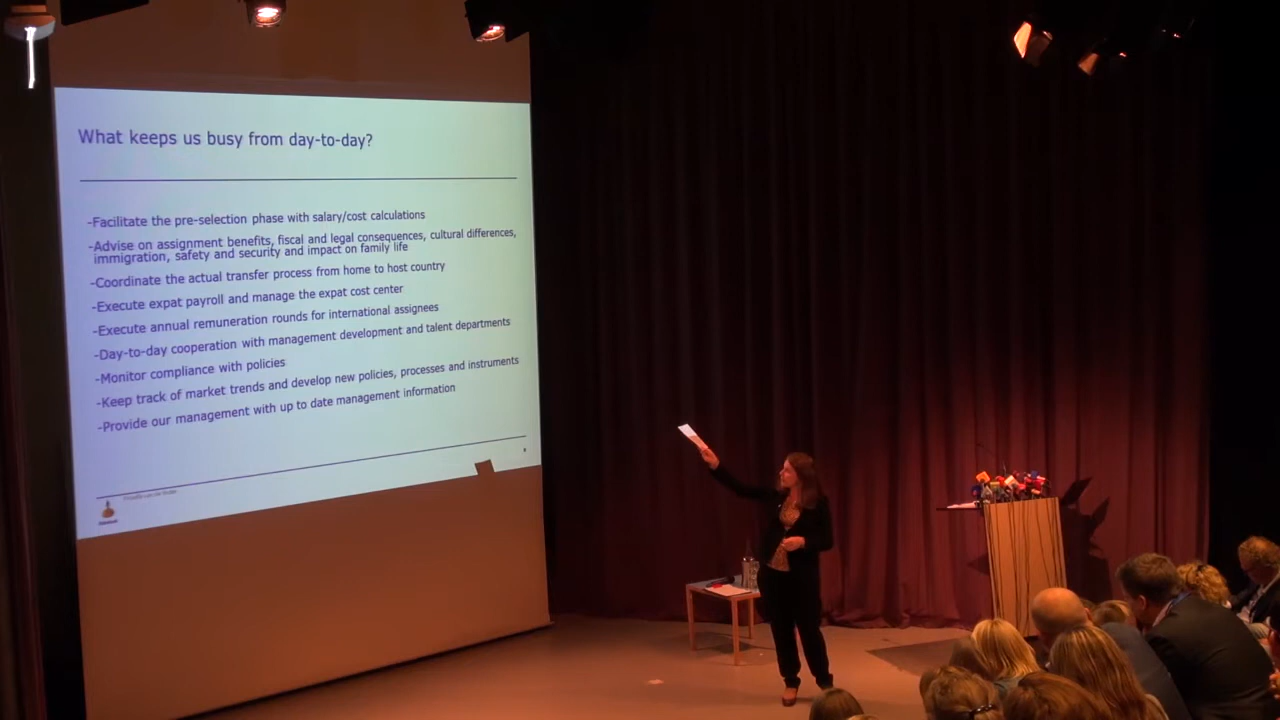 What keeps us busy from day-to-day?
-Facilitate the pre-selection phase with salary/cost calculations
-Advise on assignment benefits, fiscal and legal consequences, cultural differences,
immigration, safety and security and impact on family life
-Coordinate the actual transfer process from home to host country
-Execute expat payroll and manage the expat cost center
-Execute annual remuneration rounds for international assignees
-Day-to-day cooperation with management development and talent departments
-Monitor compliance with policies
-Keep track of market trends and develop new policies, processes and instruments
-Provide our management with up to date management information